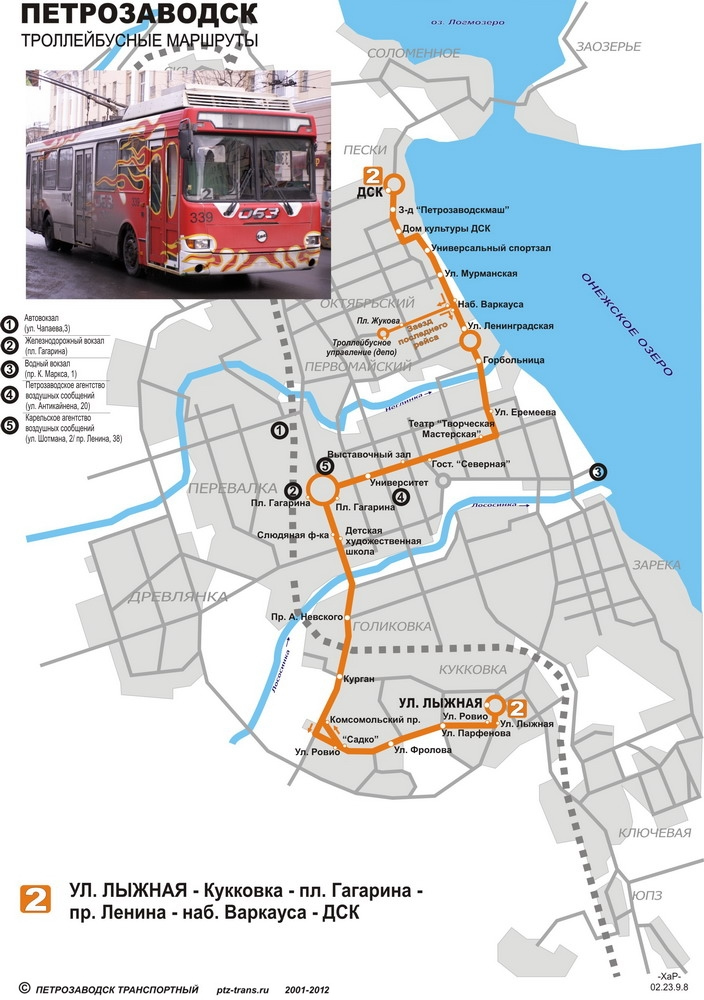 ПЕТРОЗАВОДСК
ТРОЛЛЕЙБУСНЫЕ МАРШРУТЫ
оз. Логмозеро
СОЛОМЕННОЕ
ЗАОЗЕРЬЕ
ПЕСКИ
2
ДСК
З-д "Петрозаводскмаш"
Дом культуры ДСК
Универсальный спортзал
Ул. Мурманская
ОКТЯБРЬСКИЙ
Наб. Варкауса
Пл. Жукова
Заезд
последнего
рейса
Ул. Ленинградская
Троллейбусное
управление (депо)
Горбольница
ПЕРВОМАЙСКИЙ
ОНЕЖСКОЕ ОЗЕРО
339
ОБЗ
2
1 Автовокзал
(ул. Чапаева,3)
2 Железнодорожный вокзал
(пл. Гагарина)
3 Водный вокзал
(пр. К. Маркса, 1)
4 Петрозаводское агентство
воздушных сообщений
(ул. Антикайнена, 20)
5 Карельское агентство
воздушных сообщений
(ул. Шотмана, 2/ пр. Ленина, 38)
Неглинка
Ул. Еремеева
Театр "Творческая
Мастерская"
1
Выставочный зал
5
Гост. "Северная"
3
ПЕРЕВАЛКА
2
Университет
4
Пл. Гагарина
Пл. Гагарина
Лососинка
Слюдяная ф-ка
Детская
художественная
школа
ЗАРЕКА
ДРЕВЛЯНКА
Пр. А. Невского
ГОЛИКОВКА
Лососинка
КУККОВКА
Курган
УЛ. ЛЫЖНАЯ
2
Комсомольский пр.
Ул. Ровио
Ул. Лыжная
Ул. Парфенова
"Садко"
Ул. Ровио
Ул. Фролова
КЛЮЧЕВАЯ
ЮПЗ
2
УЛ. ЛЫЖНАЯ - Кукковка - пл. Гагарина -
пр. Ленина - наб. Варкауса - ДСК
-ХаР-
02.23.9.8
© ПЕТРОЗАВОДСК ТРАНСПОРТНЫЙ ptz-trans.ru 2001-2012